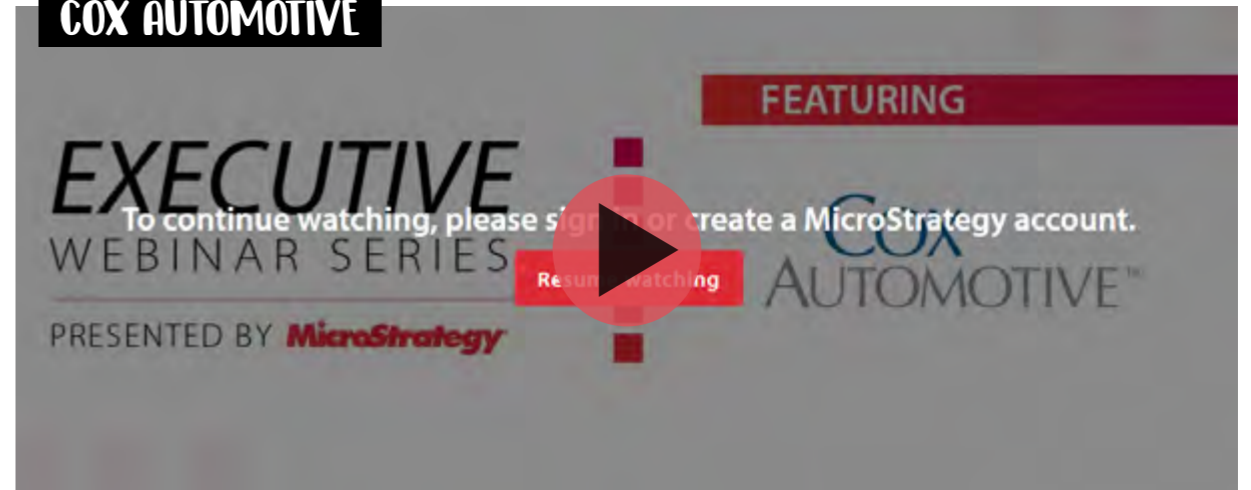 COX AUTOMOTIVE
FEATURING
EXECUTIVE
WEBINAR SERIES
PRESENTED BY MicroStrategy
To continue watching, please sign in or create a MicroStrategy account.
Resume watching
COX
AUTOMOTIVE™